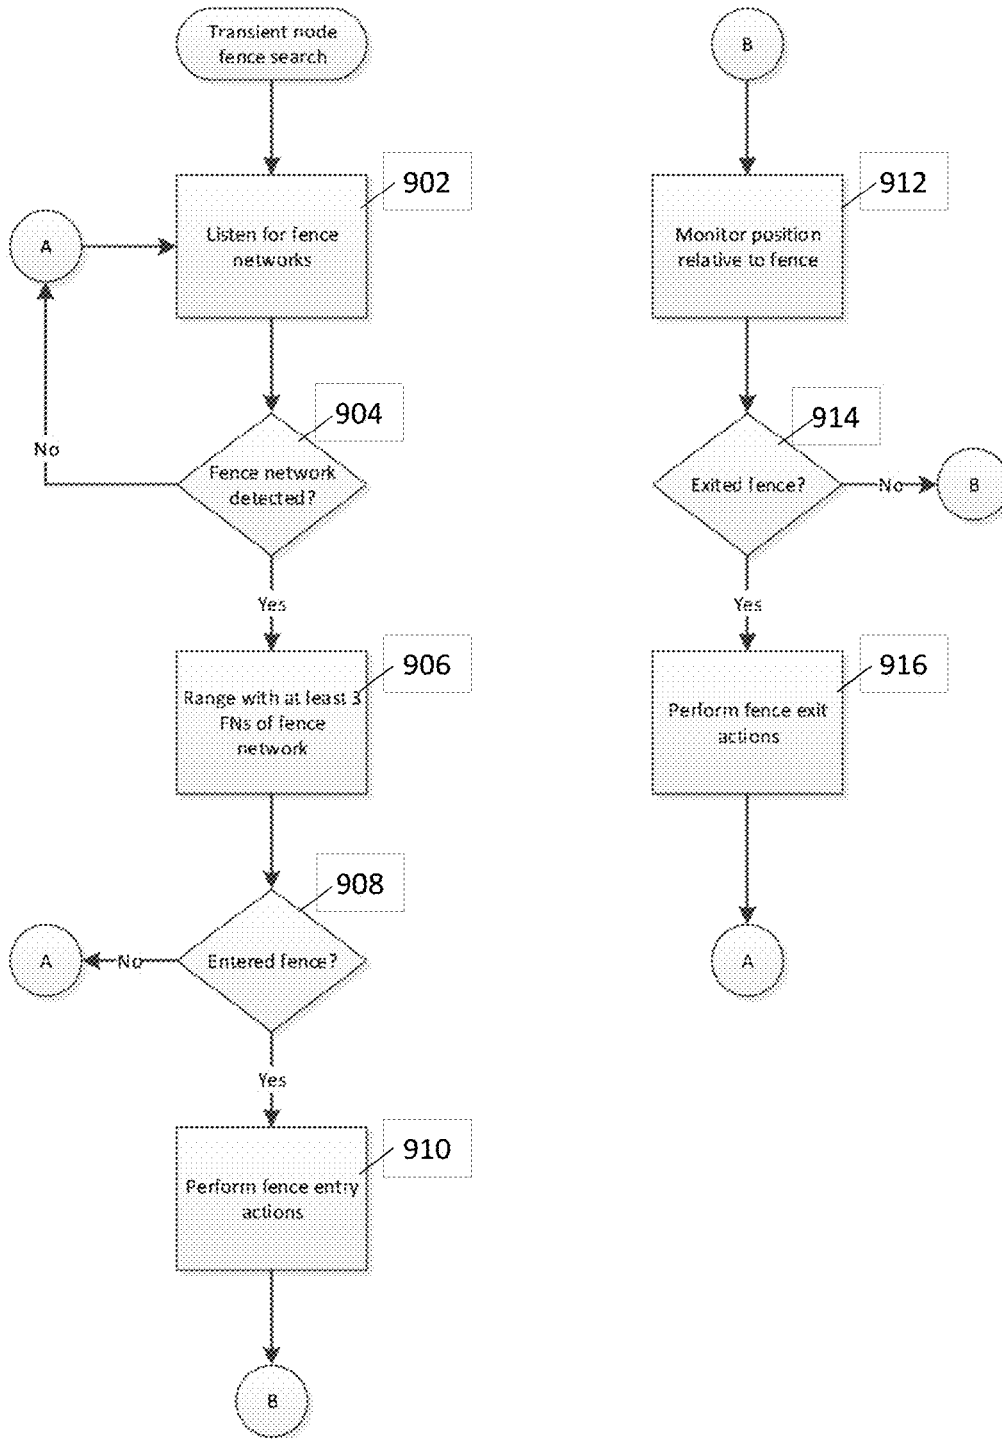 Transient node
fence search
902
Listen for fence
networks
A
904
No
Fence network
detected?
Yes
906
Range with at least 3
FNs of fence
network
908
A
No
Entered fence?
Yes
910
Perform fence entry
actions
B
B
912
Monitor position
relative to fence
914
Exited fence?
No
B
Yes
916
Perform fence exit
actions
A